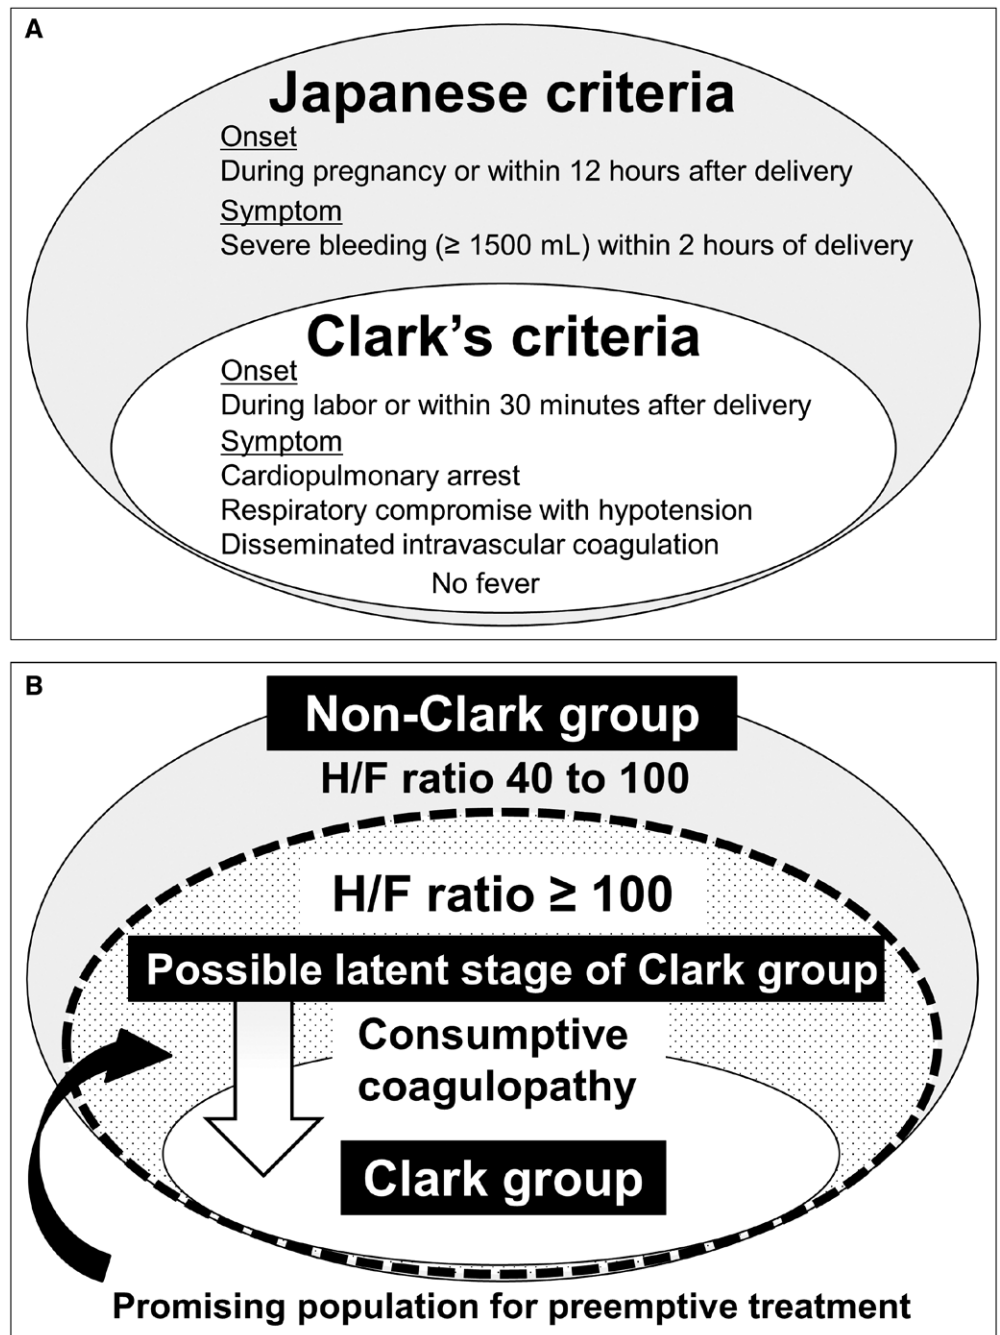 A
Japanese criteria
Onset
During pregnancy or within 12 hours after delivery
Symptom
Severe bleeding (≥ 1500 mL) within 2 hours of delivery
Clark’s criteria
Onset
During labor or within 30 minutes after delivery
Symptom
Cardiopulmonary arrest
Respiratory compromise with hypotension
Disseminated intravascular coagulation
No fever
B
Non-Clark group
H/F ratio 40 to 100
H/F ratio ≥ 100
Possible latent stage of Clark group
Consumptive
coagulopathy
Clark group
Promising population for preemptive treatment